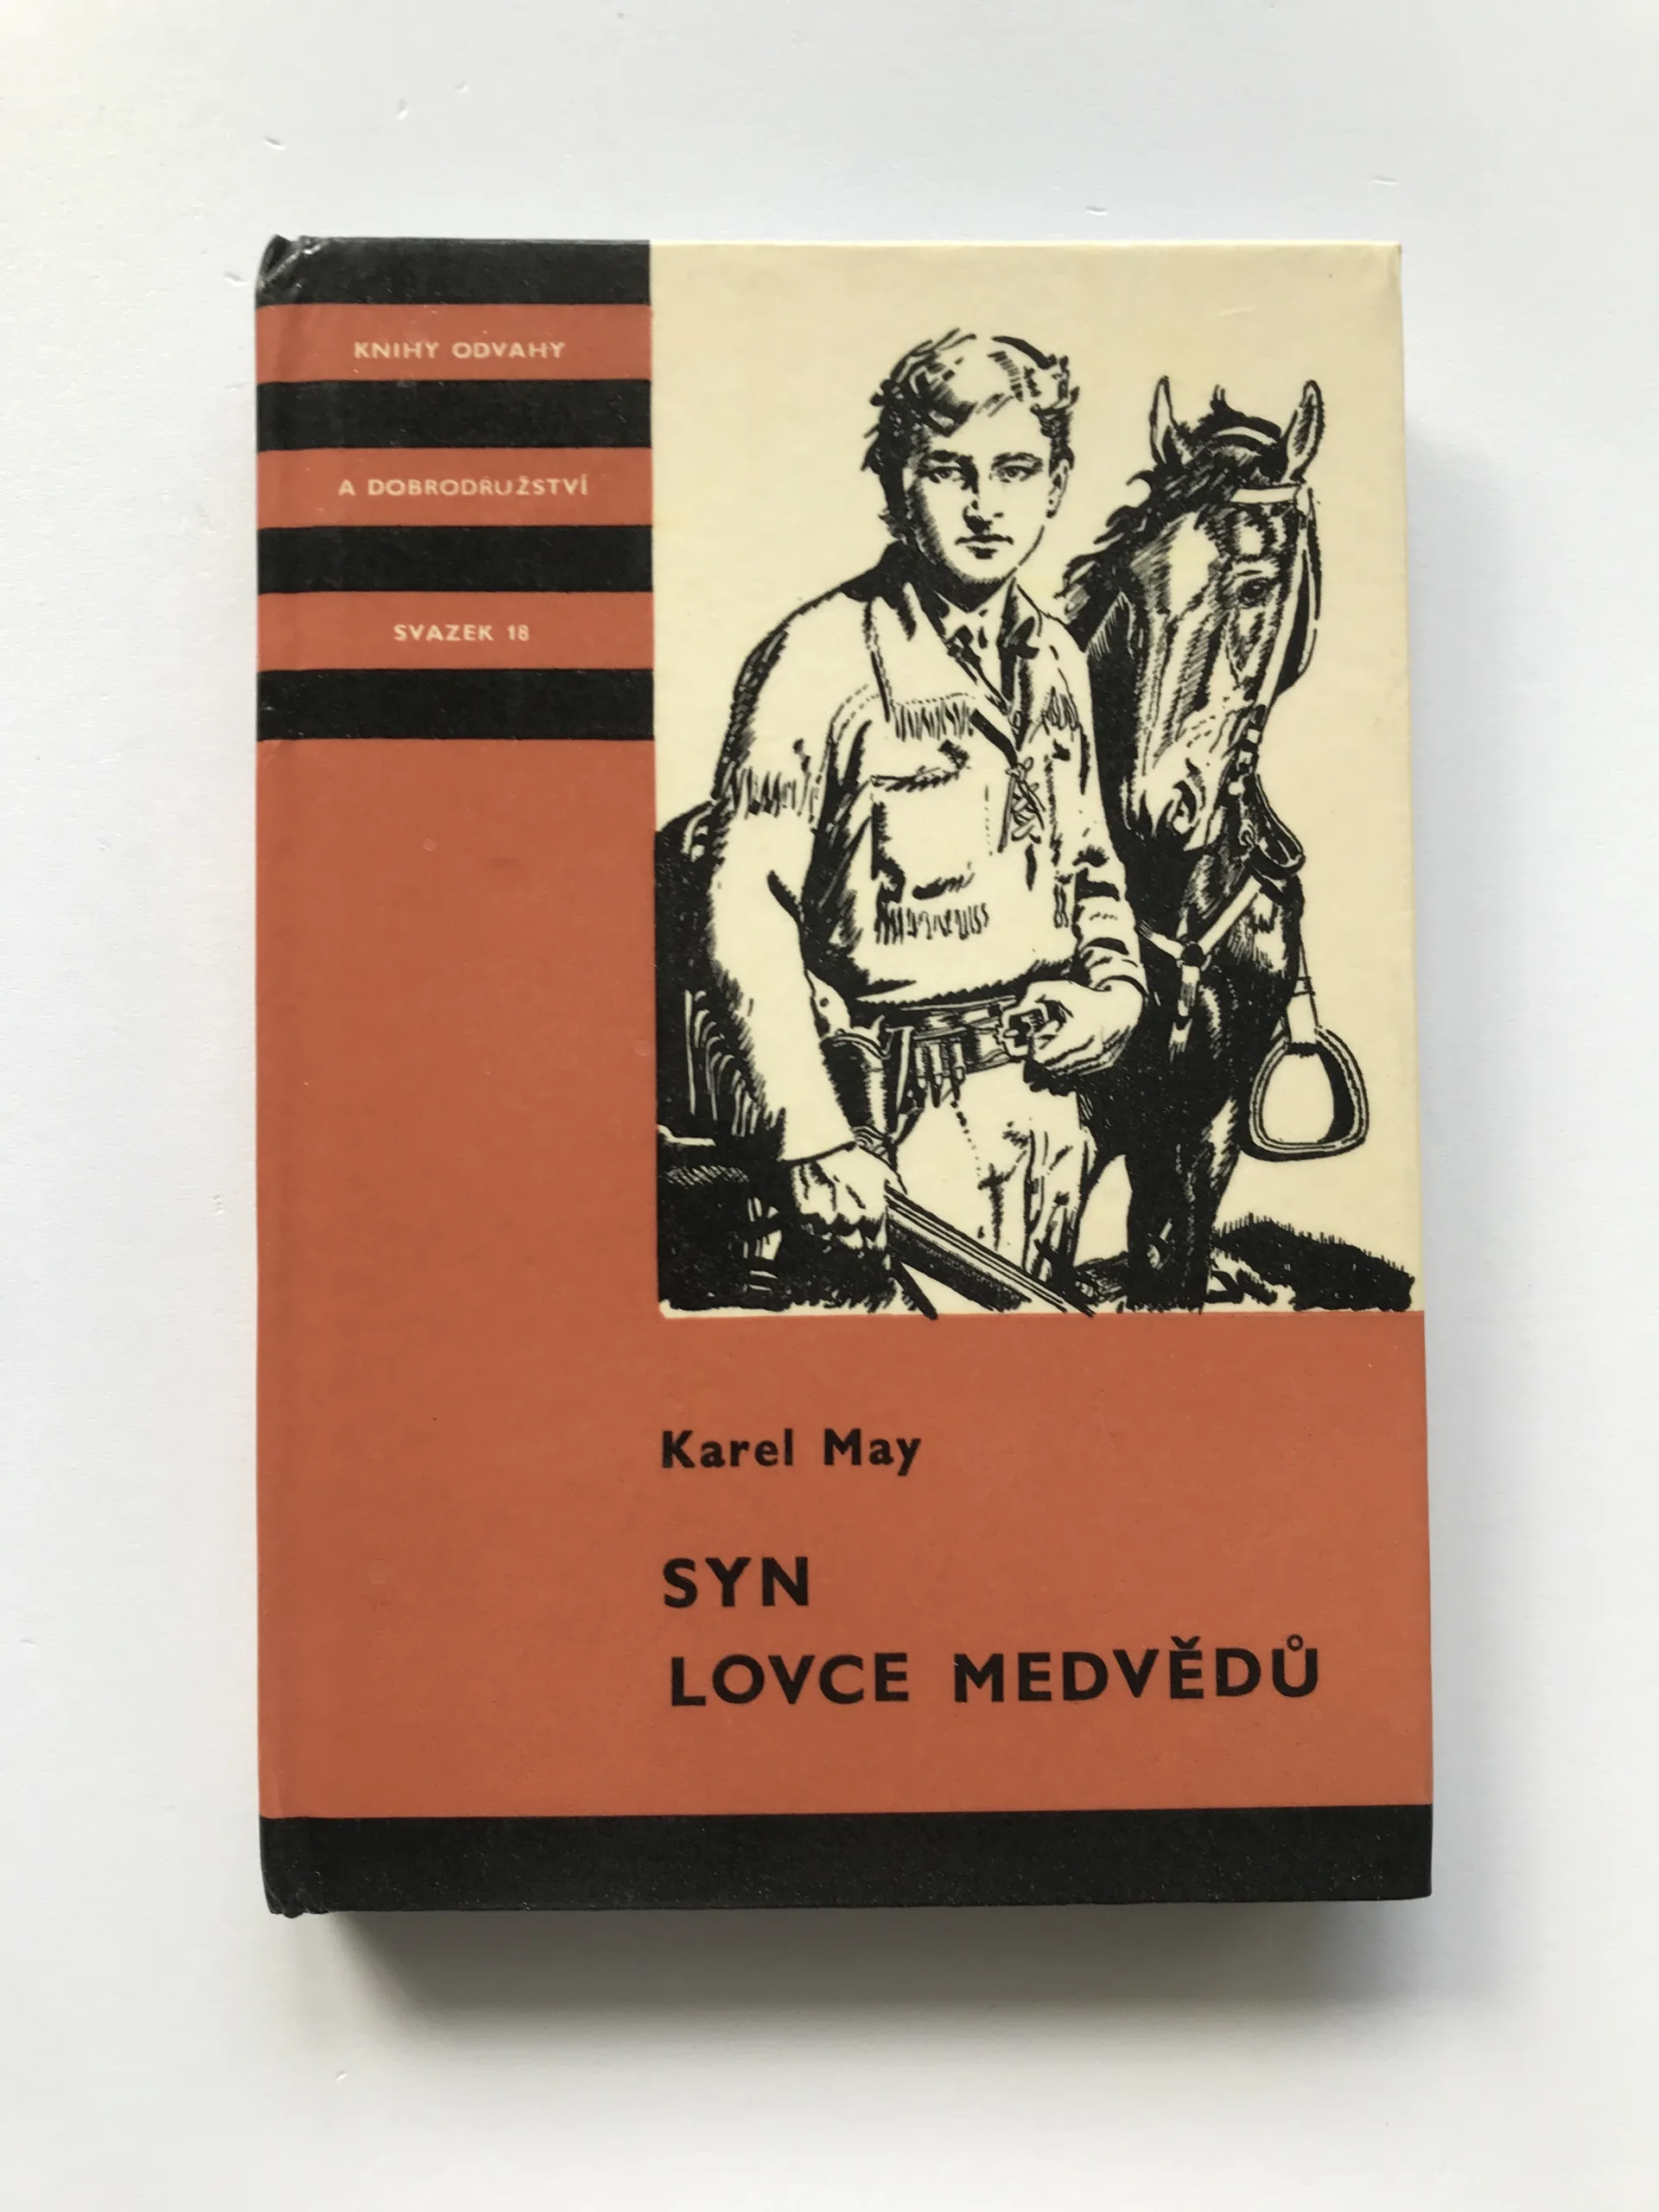 KNIHY ODVAHY
A DOBRODRUŽSTVÍ
SVAZEK 18
Karel May
SYN
LOVCE MEDVĚDŮ